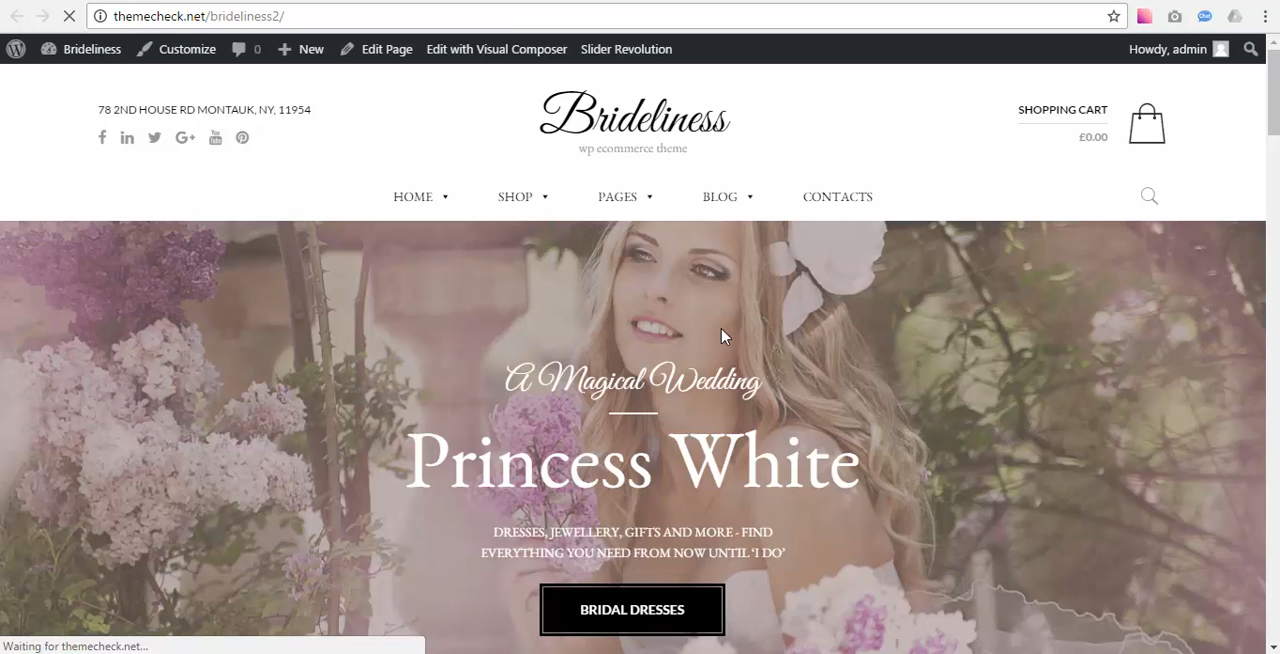 themecheck.net/brideliness2/
Brideliness Customize 0 New Edit Page Edit with Visual Composer Slider Revolution Howdy, admin
78 2ND HOUSE RD MONTAUK, NY, 11954
Brideliness
wp ecommerce theme
SHOPPING CART
£0.00
HOME SHOP PAGES BLOG CONTACTS
A Magical Wedding
Princess White
DRESSES, JEWELLERY, GIFTS AND MORE - FIND
EVERYTHING YOU NEED FROM NOW UNTIL ‘I DO’
BRIDAL DRESSES
Waiting for themecheck.net...